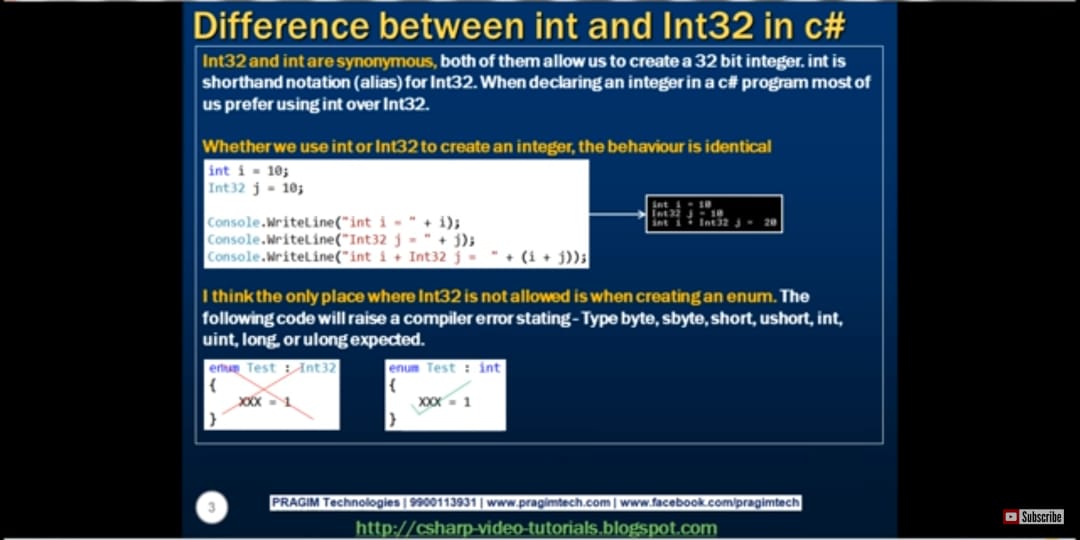 Difference between int and Int32 in c#
Int32 and int are synonymous, both of them allow us to create a 32 bit integer. int is
shorthand notation (alias) for Int32. When declaring an integer in a c# program most of
us prefer using int over Int32.
Whether we use int or Int32 to create an integer, the behaviour is identical
int i = 10;
Int32 j = 10;
Console.WriteLine("int i = " + i);
Console.WriteLine("Int32 j = " + j);
Console.WriteLine("int i + Int32 j =  " + (i + j));
int i = 10
Int32 j = 10
int i + Int32 j =  20
I think the only place where Int32 is not allowed is when creating an enum. The
following code will raise a compiler error stating - Type byte, sbyte, short, ushort, int,
uint, long, or ulong expected.
enum Test : Int32
{
XXX = 1
}
enum Test : int
{
XXX = 1
}
3
PRAGIM Technologies | 9900113931 | www.pragimtech.com | www.facebook.com/pragimtech
http://csharp-video-tutorials.blogspot.com
Subscribe